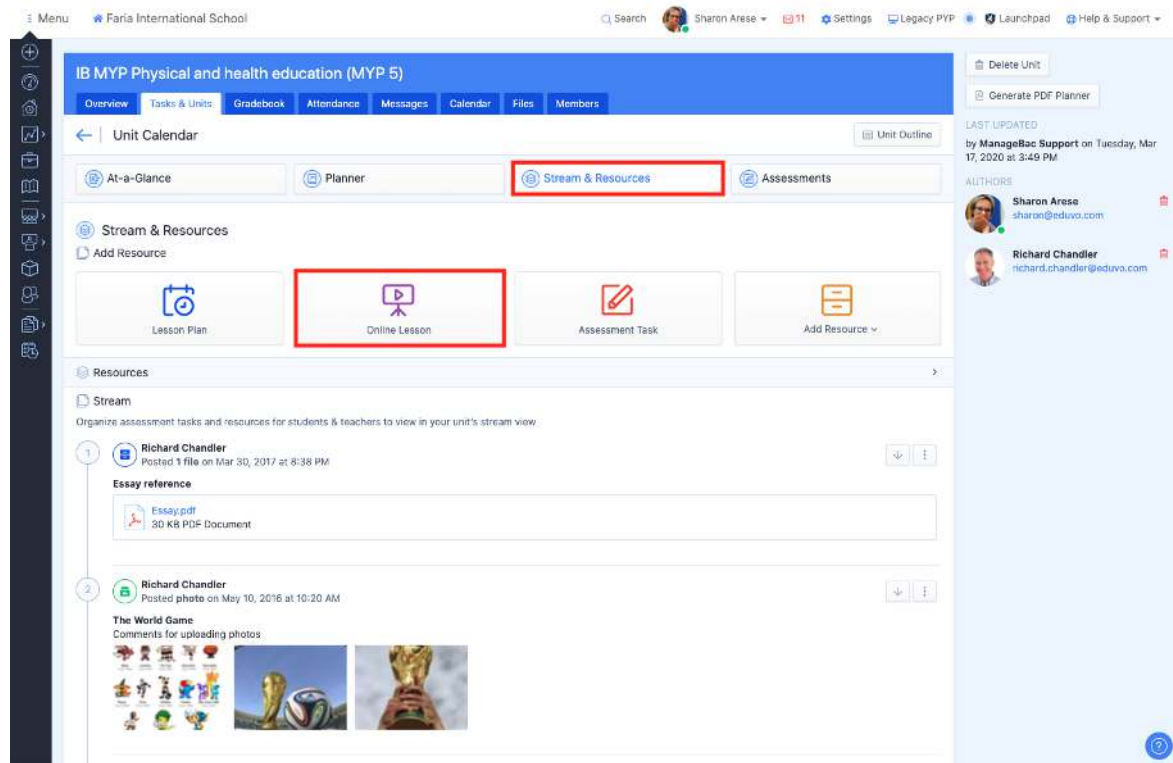 Menu
Faria International School
Search
Sharon Arese
11
Settings
Legacy PYP
Launchpad
Help & Support
IB MYP Physical and health education (MYP 5)
Overview
Tasks & Units
Gradebook
Attendance
Messages
Calendar
Files
Members
Unit Calendar
Unit Outline
At-a-Glance
Planner
Stream & Resources
Assessments
Stream & Resources
Add Resource
Lesson Plan
Online Lesson
Assessment Task
Add Resource
Resources
Stream
Organize assessment tasks and resources for students & teachers to view in your unit's stream view
1
Richard Chandler
Posted 1 file on Mar 30, 2017 at 8:38 PM
Essay reference
Essay.pdf
30 KB PDF Document
2
Richard Chandler
Posted photo on May 10, 2016 at 10:20 AM
The World Game
Comments for uploading photos
Delete Unit
Generate PDF Planner
LAST UPDATED
by ManageBac Support on Tuesday, Mar
17, 2020 at 3:49 PM
AUTHORS
Sharon Arese
sharon@eduvo.com
Richard Chandler
richard.chandler@eduvo.com